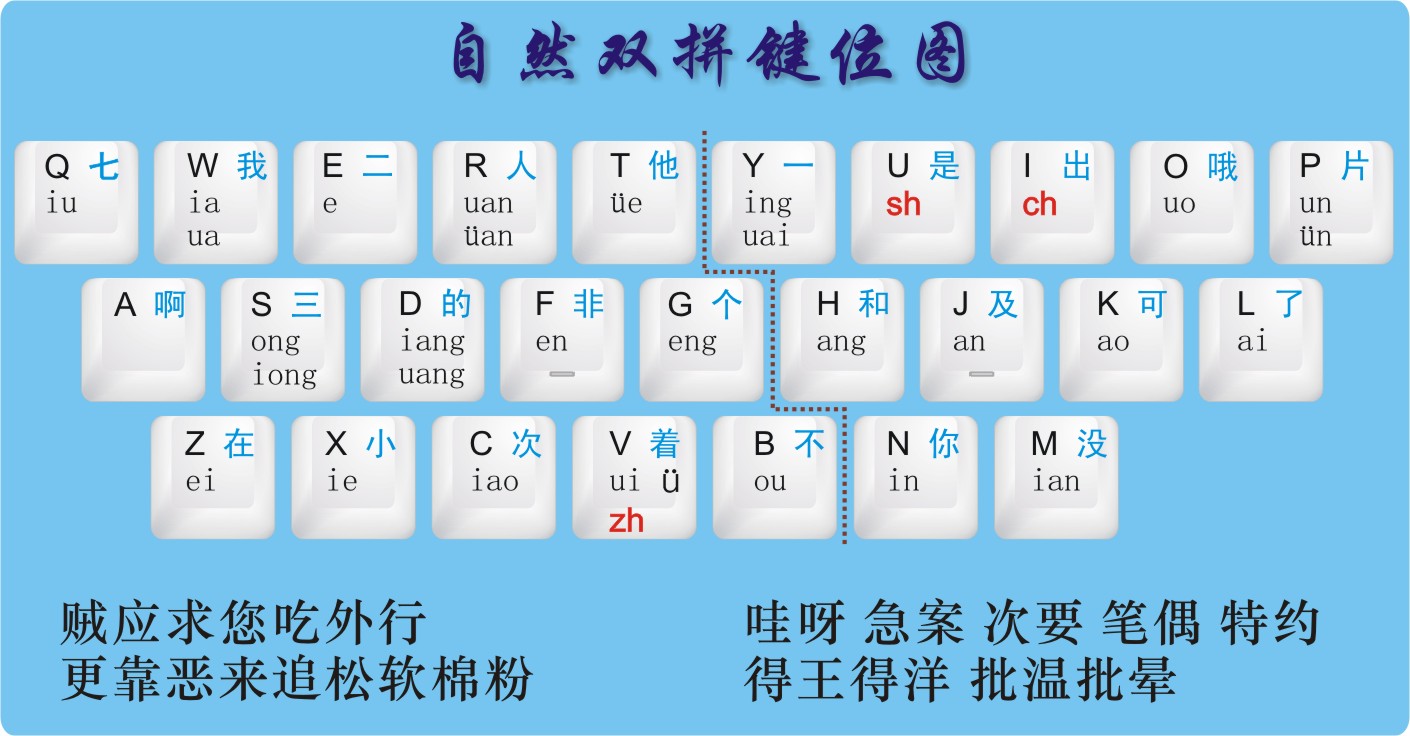 自然双拼键位图
Q 七 W 我 E 二 R 人 T 他 Y 一 U 是 I 出 O 哦 P 片
iu ia e uan üe ing sh ch uo un
ua üan uai ün
A 啊 S 三 D 的 F 非 G 个 H 和 J 及 K 可 L 了
ong iang en eng ang an ao ai
iong uang
Z 在 X 小 C 次 V 着 B 不 N 你 M 没
ei ie iao ui ü ou in ian
zh
贼应求您吃外行 哇呀 急案 次要 笔偶 特约
更靠恶来追松软棉粉 得王得洋 批温批晕